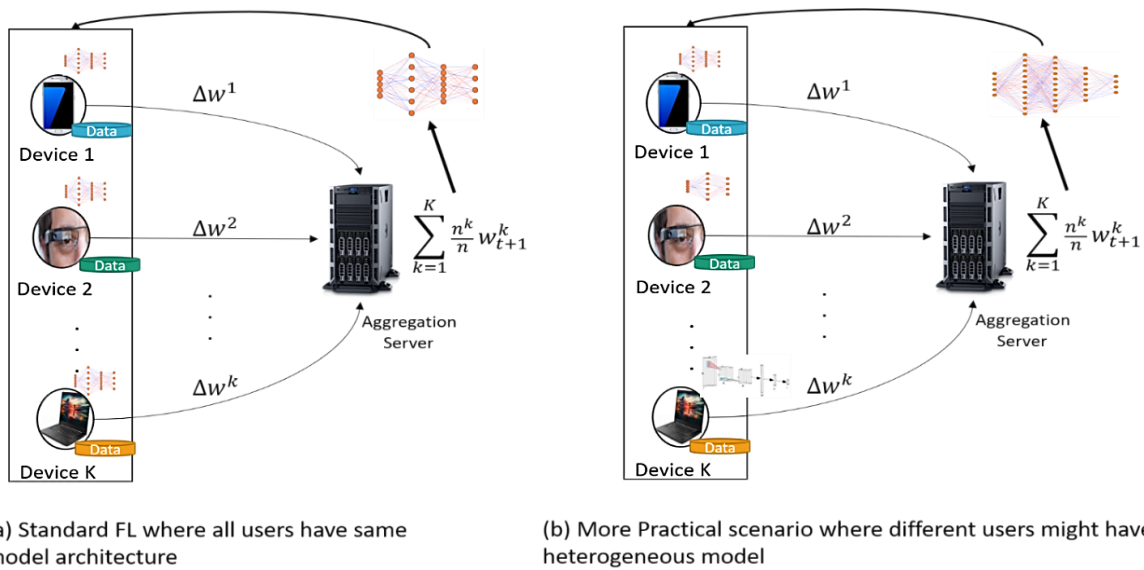 Δw¹
Data
Device 1
Δw²
Data
Device 2
Aggregation
Server
Δwᵏ
Data
Device K
∑ₖ₌₁ᴷ nᵏ/n wᵏₜ₊₁
a) Standard FL where all users have same
model architecture
Δw¹
Data
Device 1
Δw²
Data
Device 2
Aggregation
Server
Δwᵏ
Data
Device K
∑ₖ₌₁ᴷ nᵏ/n wᵏₜ₊₁
(b) More Practical scenario where different users might have
heterogeneous model